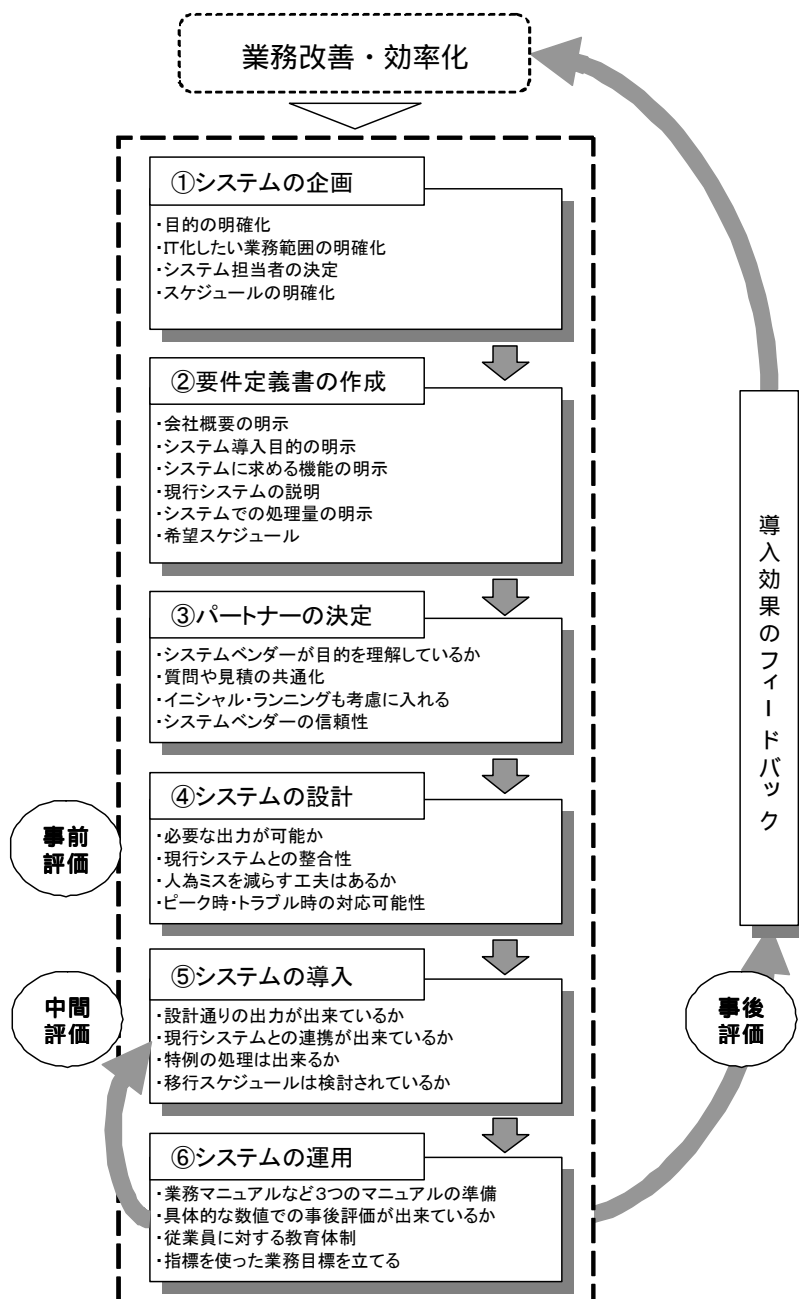 業務改善・効率化
①システムの企画
・目的の明確化
・IT化したい業務範囲の明確化
・システム担当者の決定
・スケジュールの明確化
②要件定義書の作成
・会社概要の明示
・システム導入目的の明示
・システムに求める機能の明示
・現行システムの説明
・システムでの処理量の明示
・希望スケジュール
③パートナーの決定
・システムベンダーが目的を理解しているか
・質問や見積の共通化
・イニシャル・ランニングも考慮に入れる
・システムベンダーの信頼性
④システムの設計
・必要な出力が可能か
・現行システムとの整合性
・人為ミスを減らす工夫はあるか
・ピーク時・トラブル時の対応可能性
事前
評価
⑤システムの導入
・設計通りの出力が出来ているか
・現行システムとの連携が出来ているか
・特例の処理は出来るか
・移行スケジュールは検討されているか
中間
評価
⑥システムの運用
・業務マニュアルなど3つのマニュアルの準備
・具体的な数値での事後評価が出来ているか
・従業員に対する教育体制
・指標を使った業務目標を立てる
事後
評価
導入効果のフィードバック